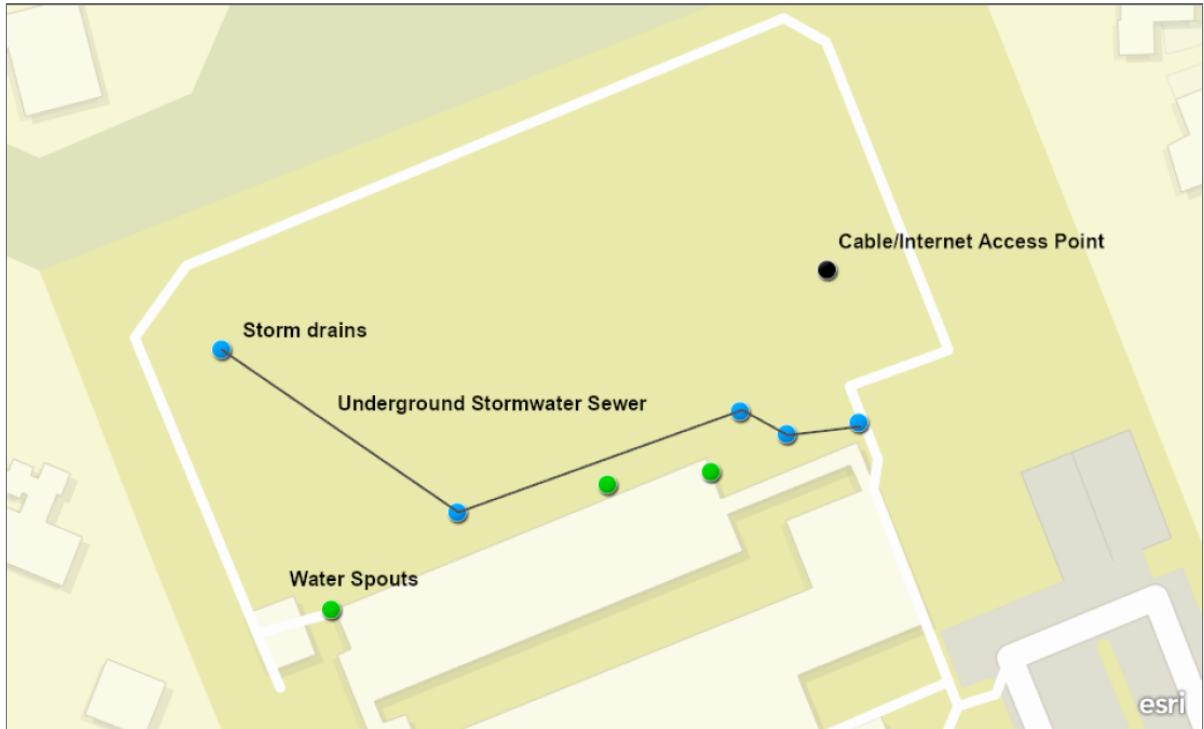 Cable/Internet Access Point
Storm drains
Underground Stormwater Sewer
Water Spouts
esri